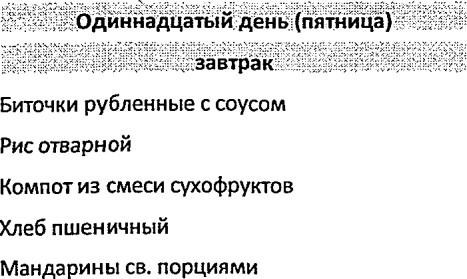 Одиннадцатый день (пятница)
завтрак
Биточки рубленные с соусом
Рис отварной
Компот из смеси сухофруктов
Хлеб пшеничный
Мандарины св. порциями